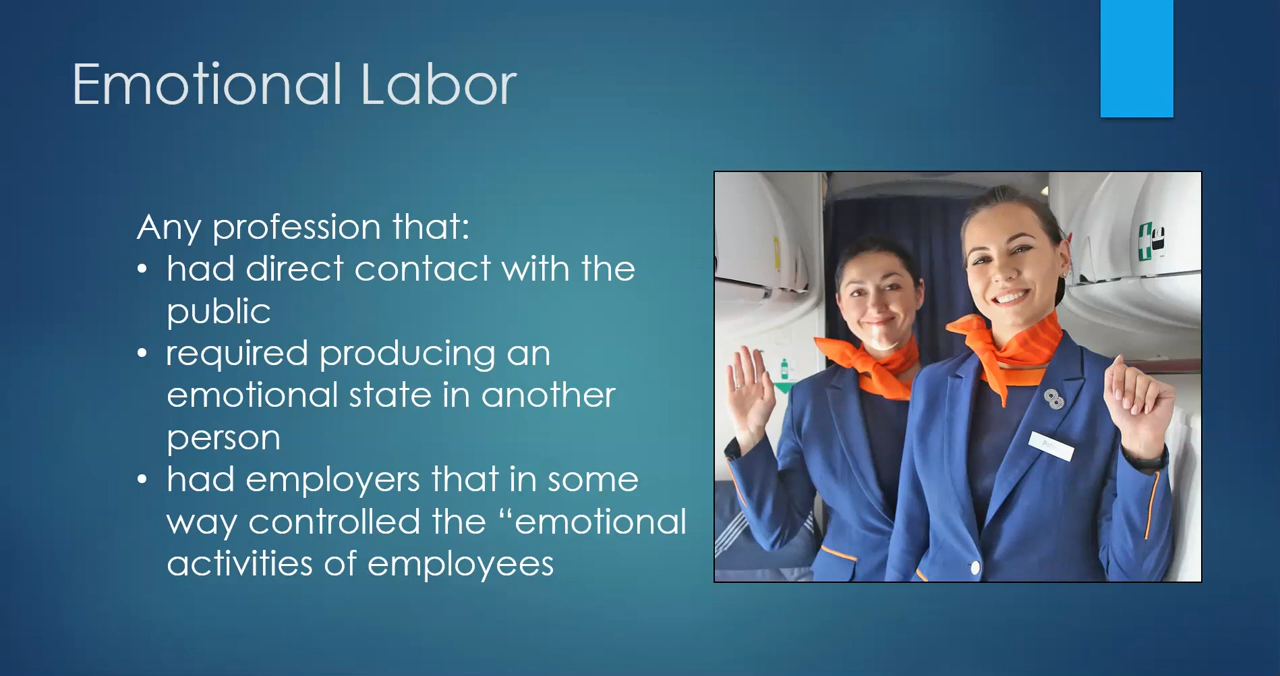 Emotional Labor
Any profession that:
• had direct contact with the
public
• required producing an
emotional state in another
person
• had employers that in some
way controlled the “emotional
activities of employees